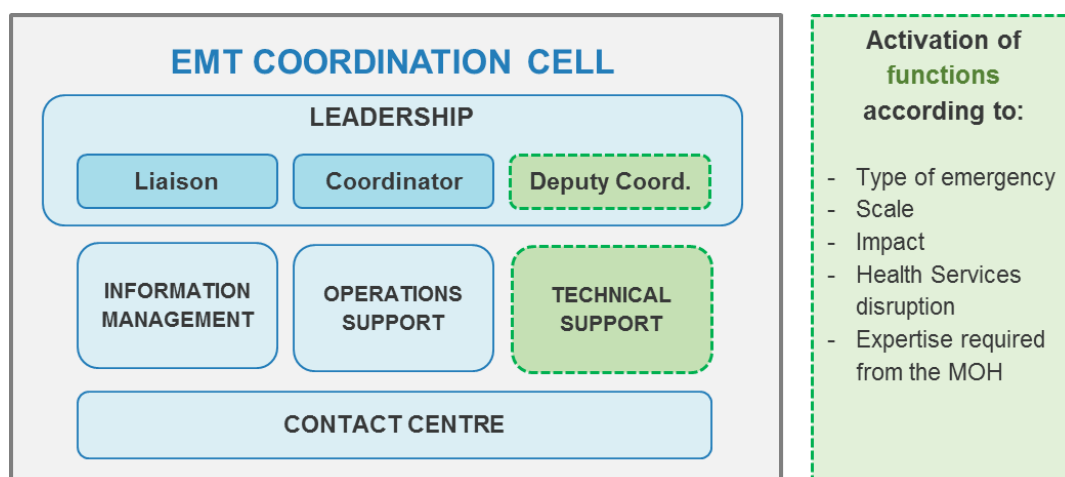 EMT COORDINATION CELL
LEADERSHIP
Liaison
Coordinator
Deputy Coord.
INFORMATION
MANAGEMENT
OPERATIONS
SUPPORT
TECHNICAL
SUPPORT
CONTACT CENTRE
Activation of
functions
according to:
- Type of emergency
- Scale
- Impact
- Health Services
disruption
- Expertise required
from the MOH